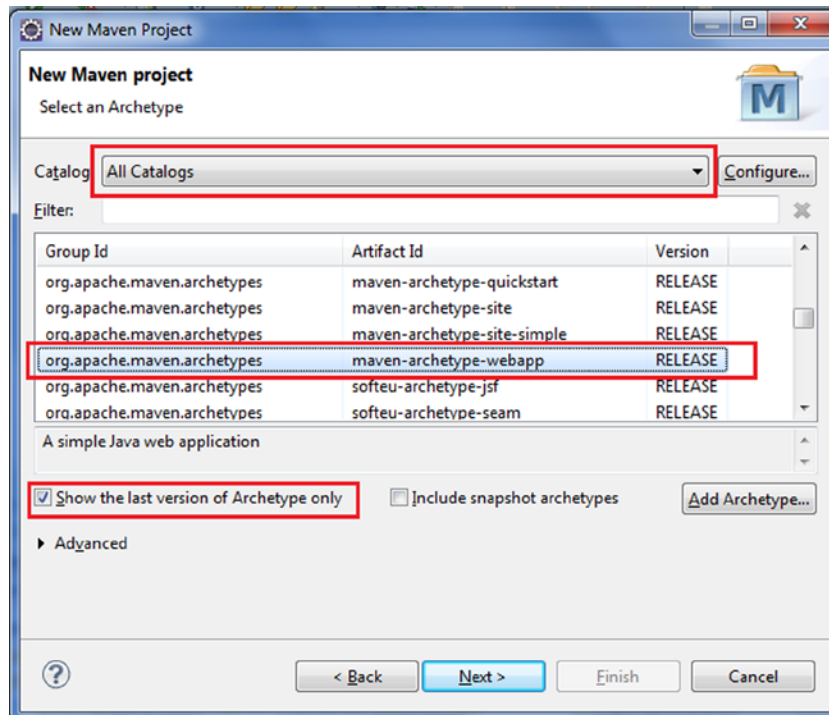 New Maven Project
New Maven project
Select an Archetype
M
Catalog All Catalogs Configure...
Filter:
Group Id Artifact Id Version
org.apache.maven.archetypes maven-archetype-quickstart RELEASE
org.apache.maven.archetypes maven-archetype-site RELEASE
org.apache.maven.archetypes maven-archetype-site-simple RELEASE
org.apache.maven.archetypes maven-archetype-webapp RELEASE
org.apache.maven.archetypes softeu-archetype-jsf RELEASE
org.apache.maven.archetypes softeu-archetype-seam RELEASE
A simple Java web application
Show the last version of Archetype only Include snapshot archetypes Add Archetype...
Advanced
? < Back Next > Finish Cancel